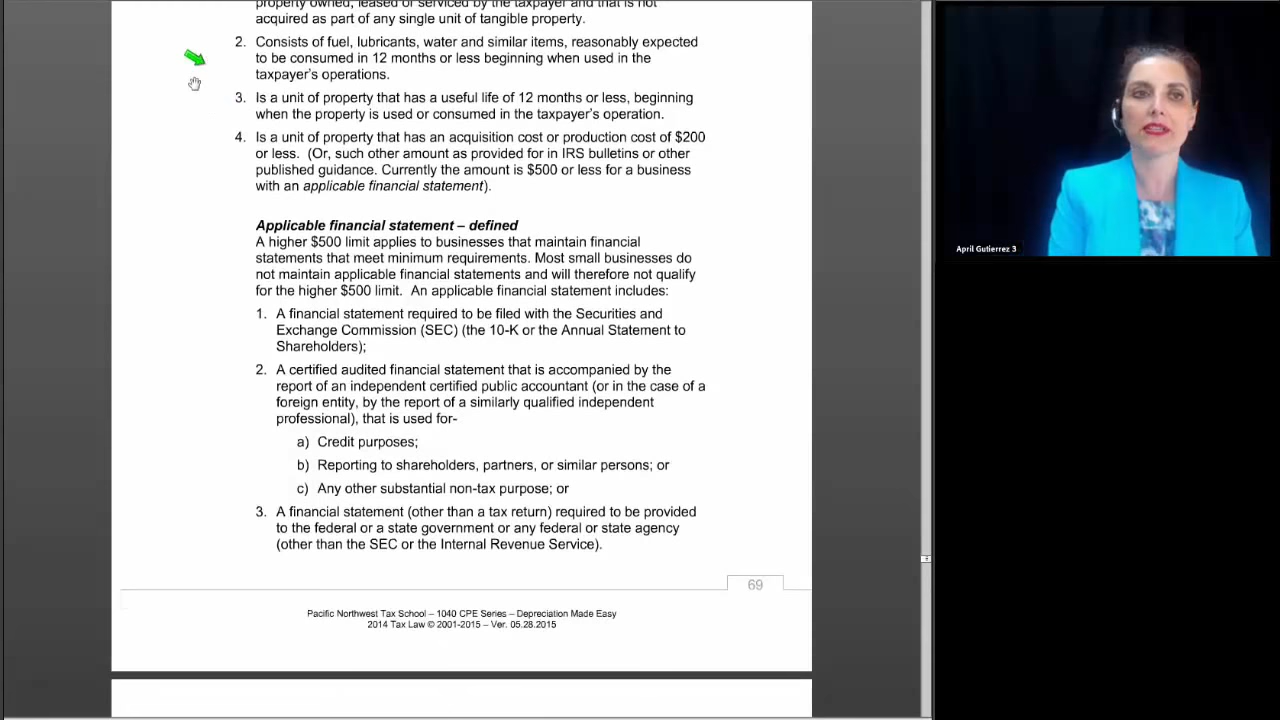 property owned, leased or serviced by the taxpayer and that is not
acquired as part of any single unit of tangible property.
2. Consists of fuel, lubricants, water and similar items, reasonably expected
to be consumed in 12 months or less beginning when used in the
taxpayer's operations.
3. Is a unit of property that has a useful life of 12 months or less, beginning
when the property is used or consumed in the taxpayer's operation.
4. Is a unit of property that has an acquisition cost or production cost of $200
or less. (Or, such other amount as provided for in IRS bulletins or other
published guidance. Currently the amount is $500 or less for a business
with an applicable financial statement).
Applicable financial statement – defined
A higher $500 limit applies to businesses that maintain financial
statements that meet minimum requirements. Most small businesses do
not maintain applicable financial statements and will therefore not qualify
for the higher $500 limit. An applicable financial statement includes:
1. A financial statement required to be filed with the Securities and
Exchange Commission (SEC) (the 10-K or the Annual Statement to
Shareholders);
2. A certified audited financial statement that is accompanied by the
report of an independent certified public accountant (or in the case of a
foreign entity, by the report of a similarly qualified independent
professional), that is used for-
a) Credit purposes;
b) Reporting to shareholders, partners, or similar persons; or
c) Any other substantial non-tax purpose; or
3. A financial statement (other than a tax return) required to be provided
to the federal or a state government or any federal or state agency
(other than the SEC or the Internal Revenue Service).
69
Pacific Northwest Tax School – 1040 CPE Series – Depreciation Made Easy
2014 Tax Law © 2001-2015 – Ver. 05.28.2015
April Gutierrez 3